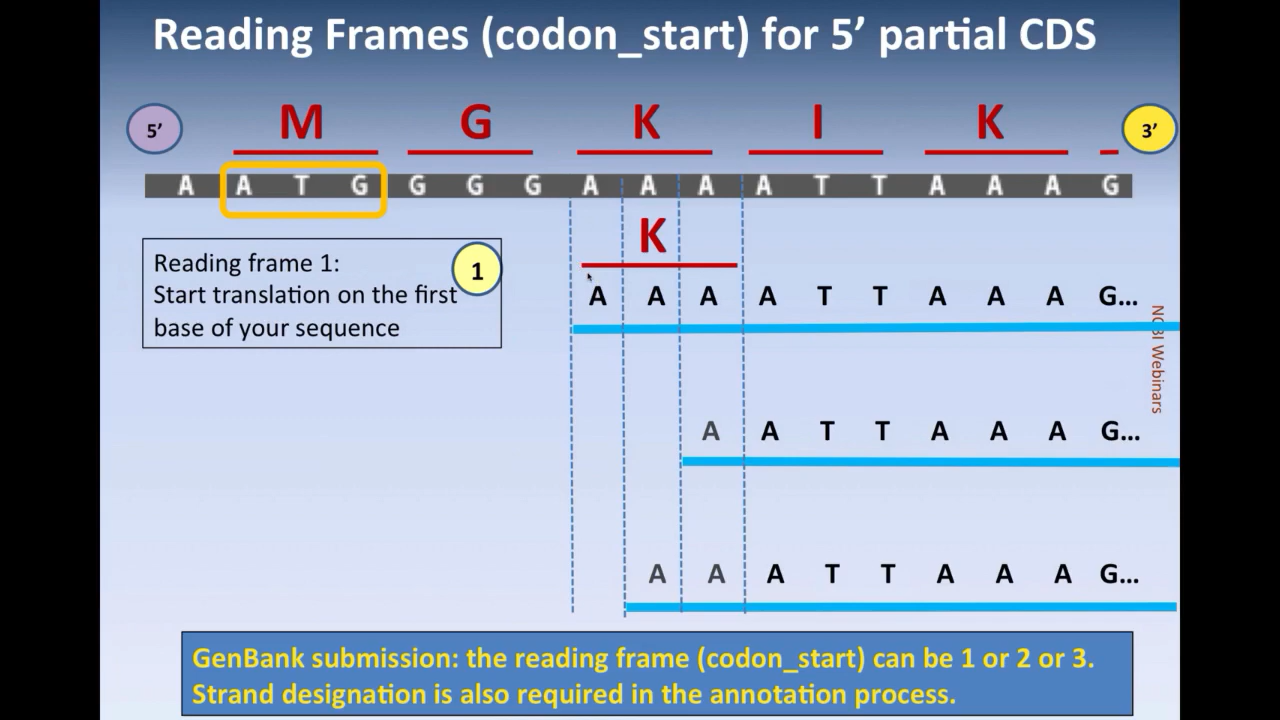 Reading Frames (codon_start) for 5’ partial CDS
5’ M G K I K 3’
A A T G G G G A A A A T T A A A G
K
Reading frame 1: 1
Start translation on the first
base of your sequence
A A A A T T A A A G...
NCBI Webinars
A A T T A A A G...
A A A T T A A A G...
GenBank submission: the reading frame (codon_start) can be 1 or 2 or 3.
Strand designation is also required in the annotation process.